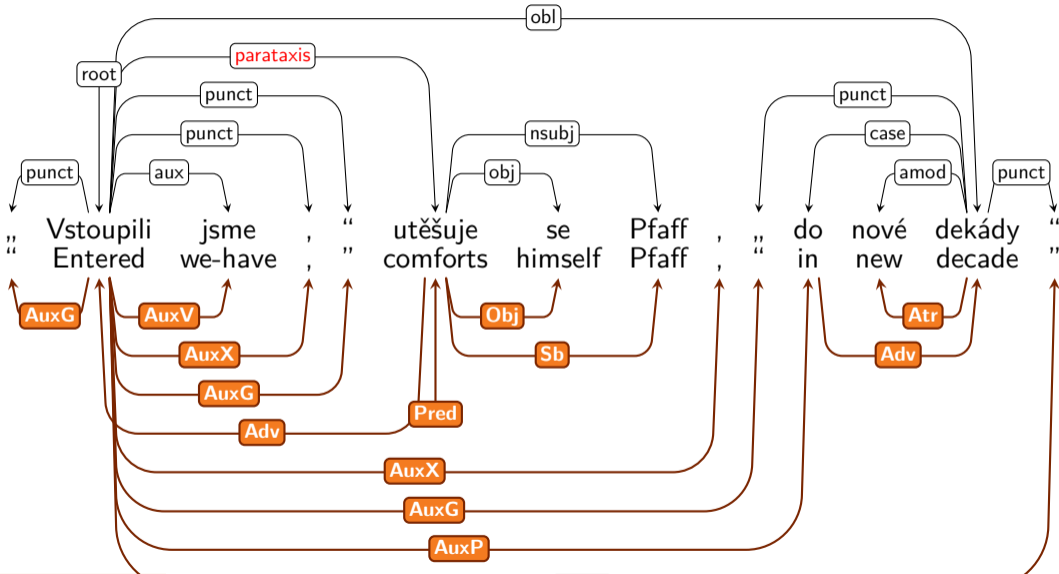 obl
parataxis
root
punct punct
punct case nsubj
punct aux obj amod punct
„ Vstoupili jsme , “ utěšuje se Pfaff , „ do nové dekády “
“ Entered we-have , ” comforts himself Pfaff , “ in new decade ”
AuxG AuxV Obj Atr
AuxX Sb Adv
AuxG
Pred
Adv
AuxX
AuxG
AuxP